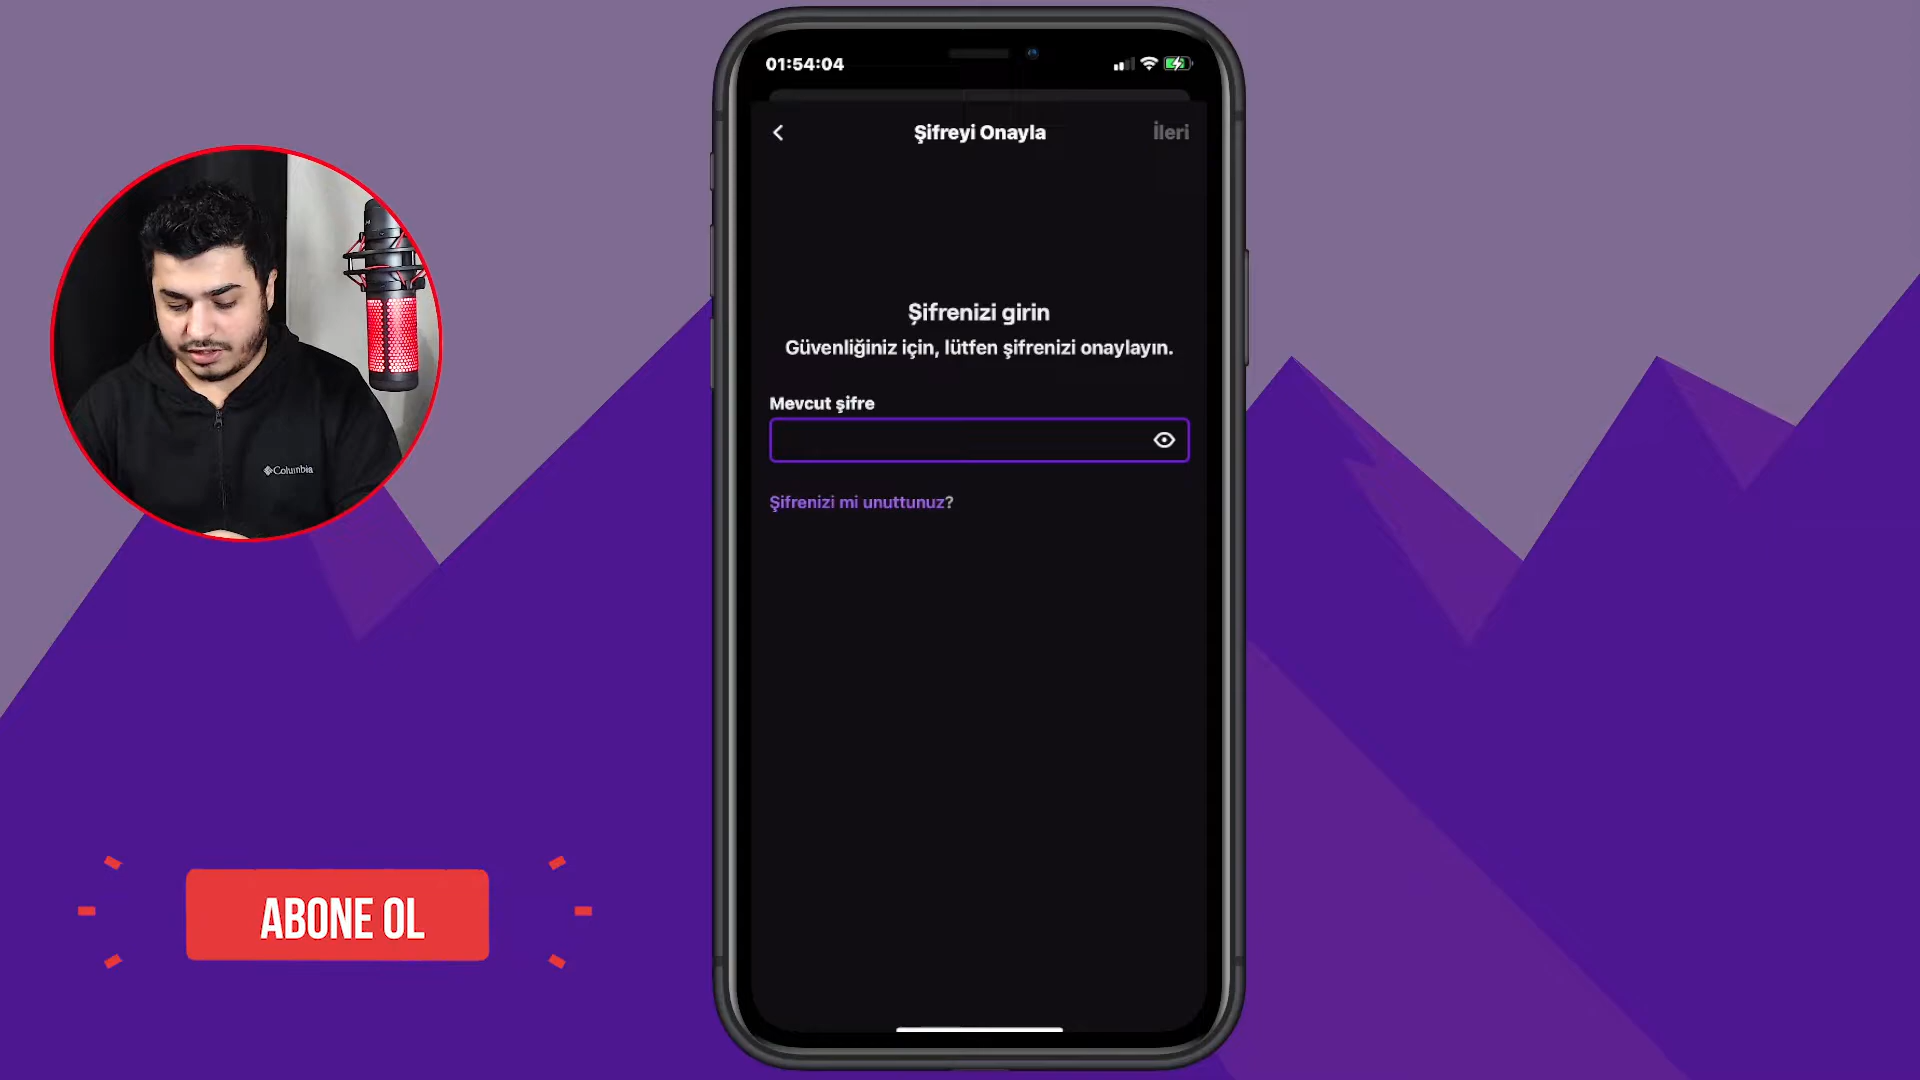 01:54:04
Şifreyi Onayla
İleri
Şifrenizi girin
Güvenliğiniz için, lütfen şifrenizi onaylayın.
Mevcut şifre
Şifrenizi mi unuttunuz?
Columbia
ABONE OL